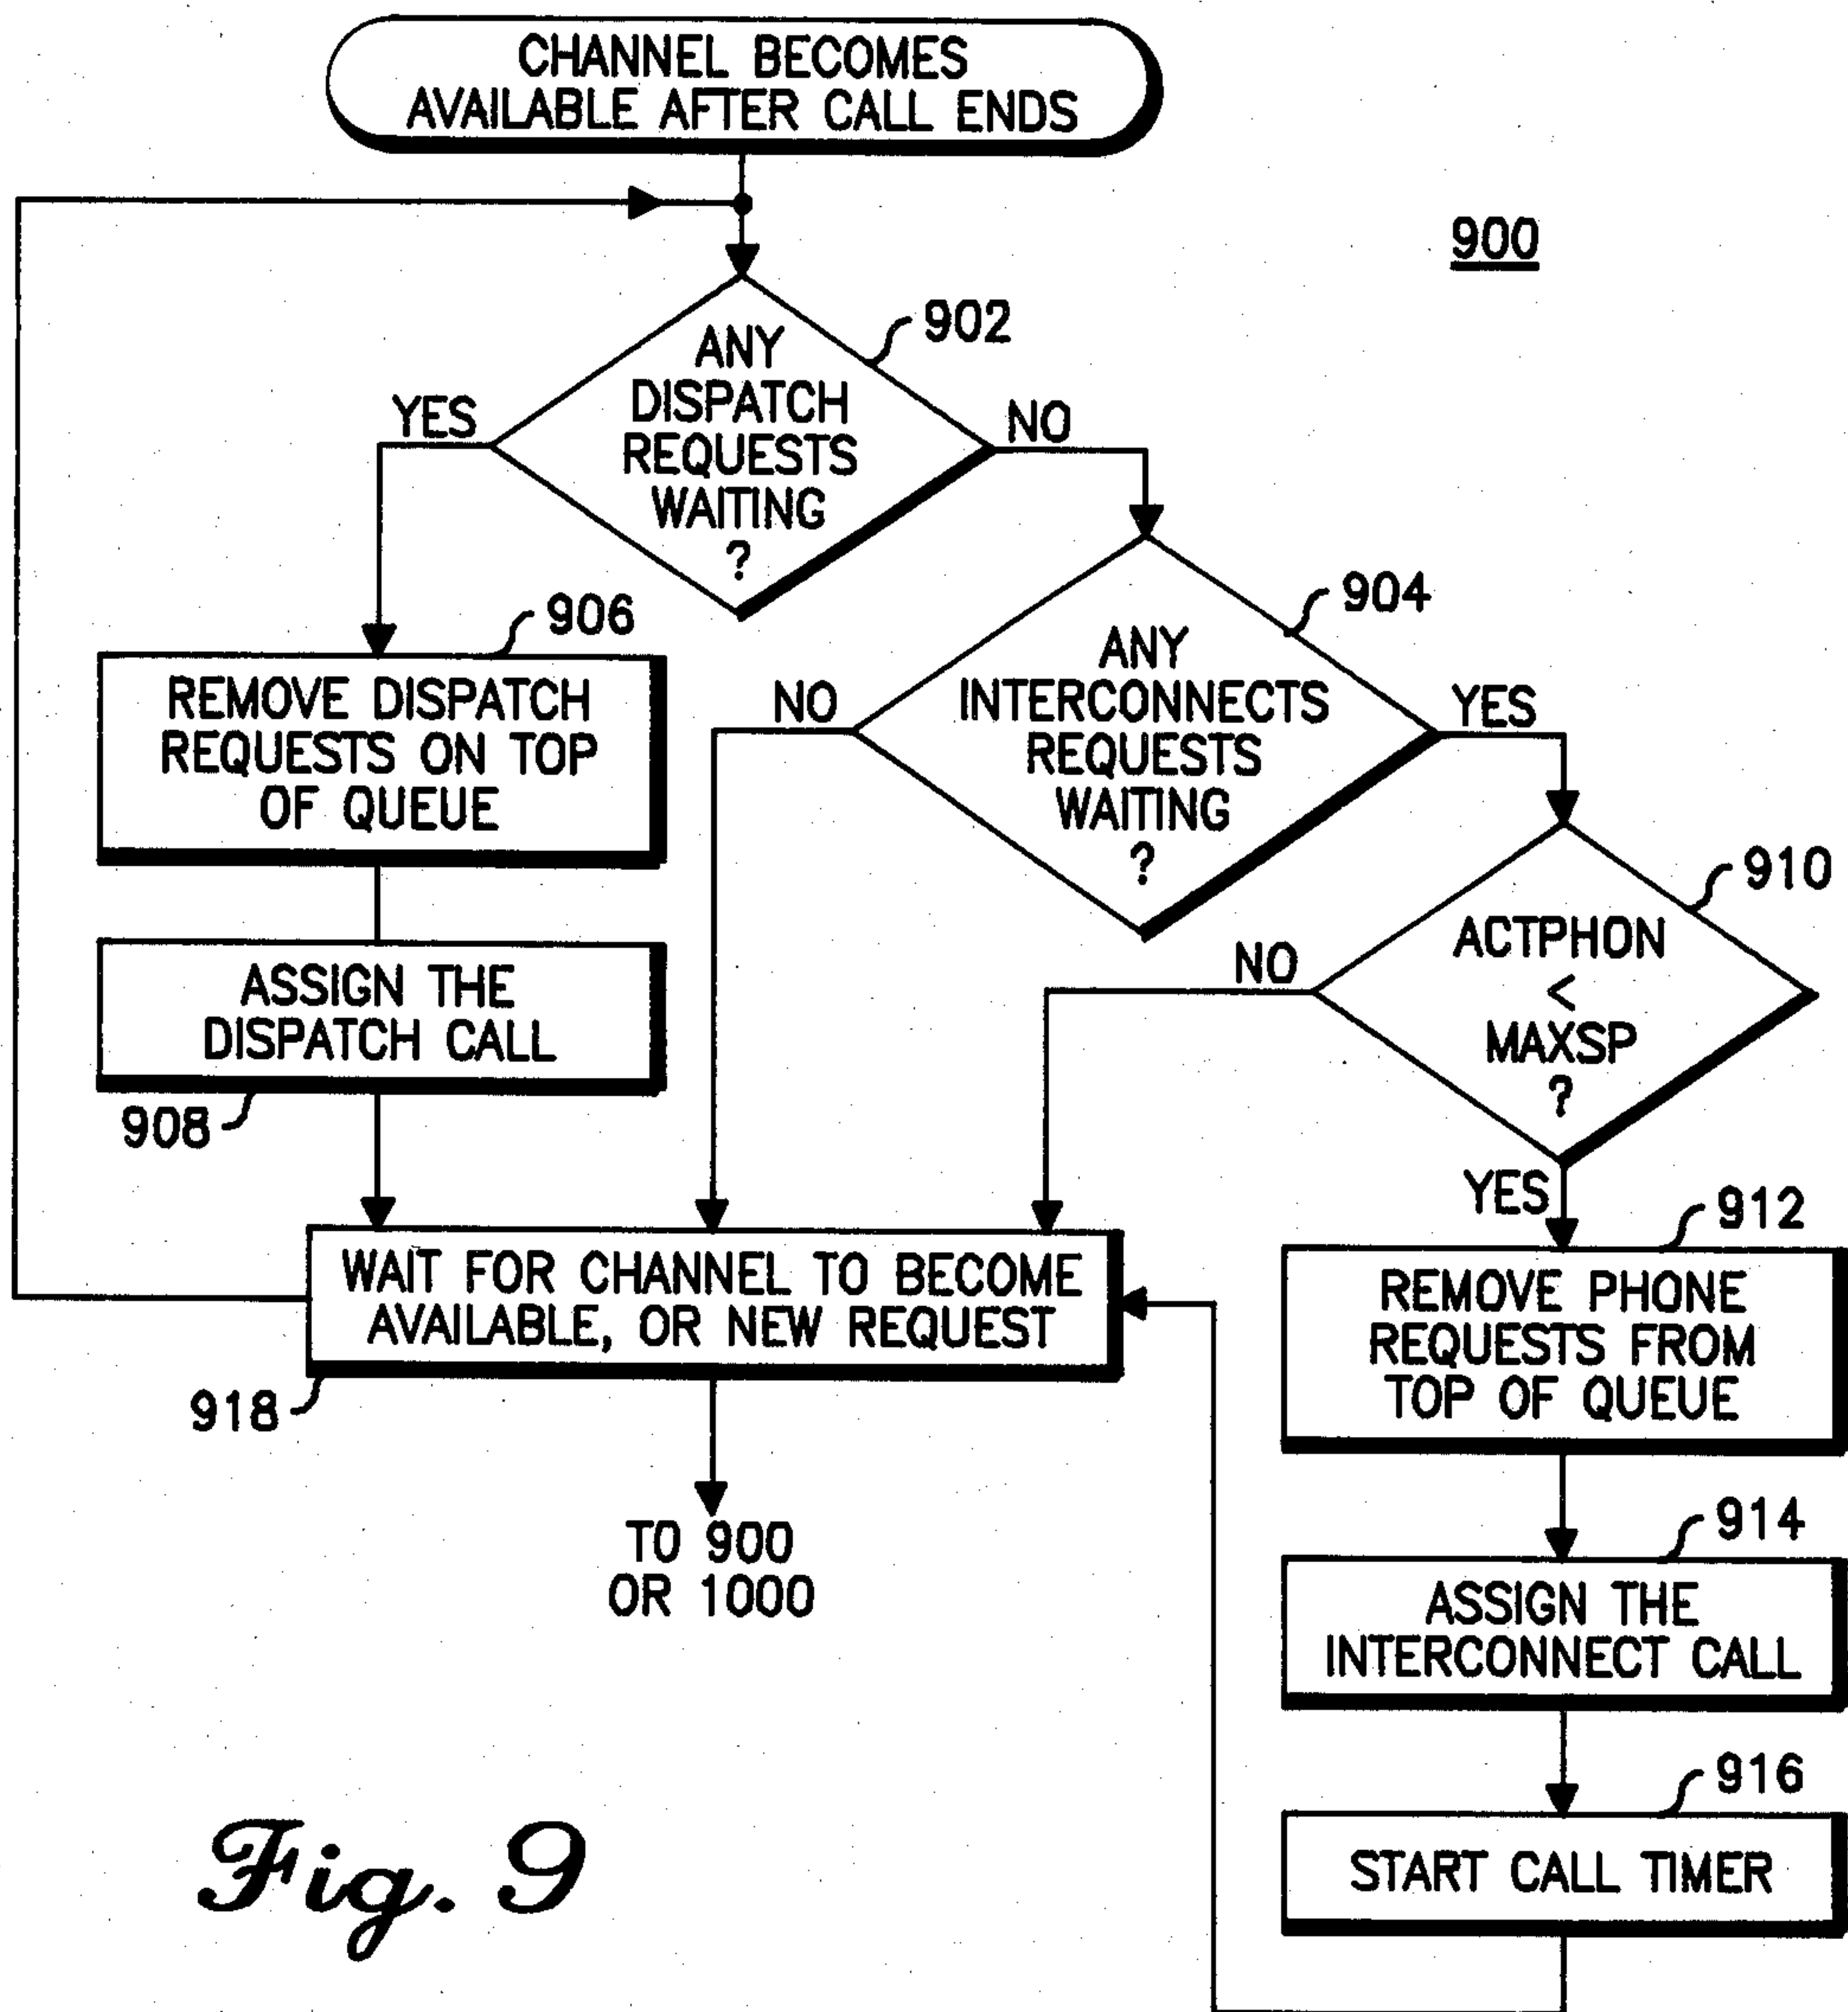 CHANNEL BECOMES
AVAILABLE AFTER CALL ENDS
900
902
ANY
DISPATCH
REQUESTS
WAITING
?
YES
NO
904
ANY
INTERCONNECTS
REQUESTS
WAITING
?
NO
YES
906
REMOVE DISPATCH
REQUESTS ON TOP
OF QUEUE
ASSIGN THE
DISPATCH CALL
908
910
ACTPHON
<
MAXSP
?
NO
YES
912
REMOVE PHONE
REQUESTS FROM
TOP OF QUEUE
WAIT FOR CHANNEL TO BECOME
AVAILABLE, OR NEW REQUEST
918
TO 900
OR 1000
914
ASSIGN THE
INTERCONNECT CALL
916
START CALL TIMER
Fig. 9